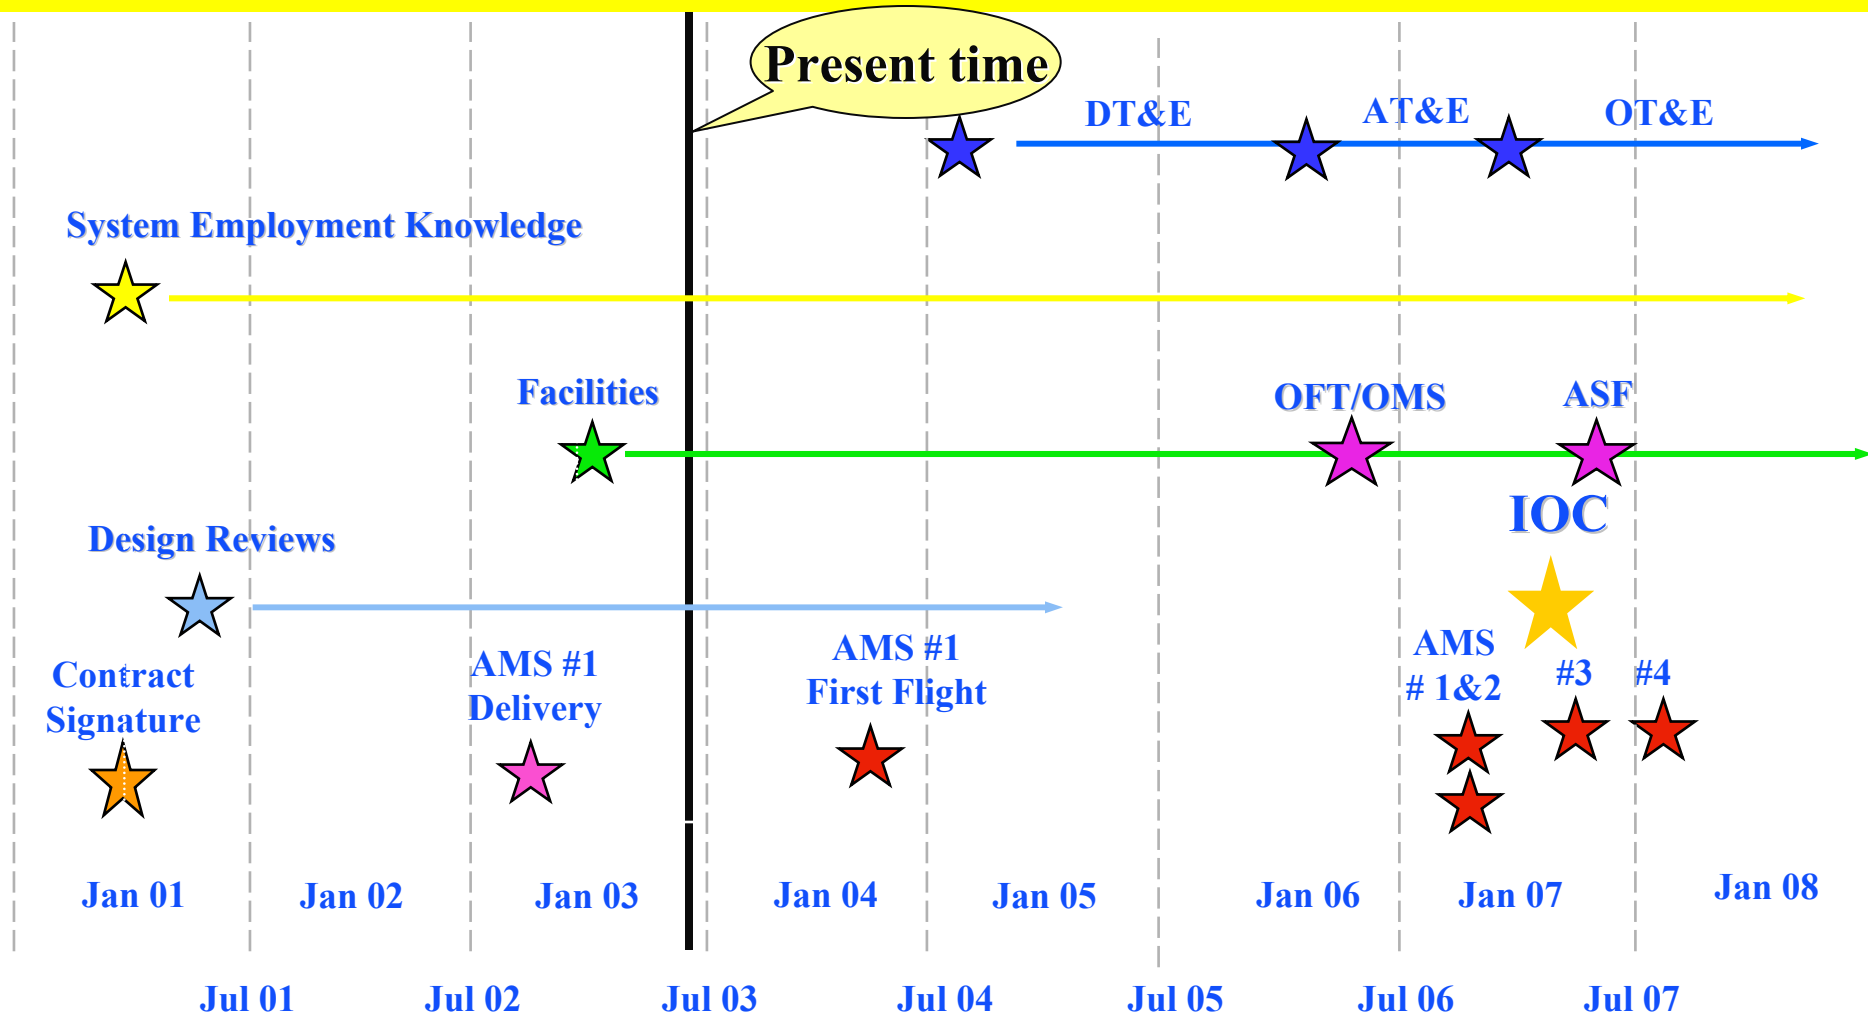 Present time
DT&E
AT&E
OT&E
System Employment Knowledge
Facilities
OFT/OMS
ASF
IOC
Design Reviews
Contract
Signature
AMS #1
Delivery
AMS #1
First Flight
AMS
# 1&2
#3
#4
Jan 01
Jan 02
Jan 03
Jan 04
Jan 05
Jan 06
Jan 07
Jan 08
Jul 01
Jul 02
Jul 03
Jul 04
Jul 05
Jul 06
Jul 07